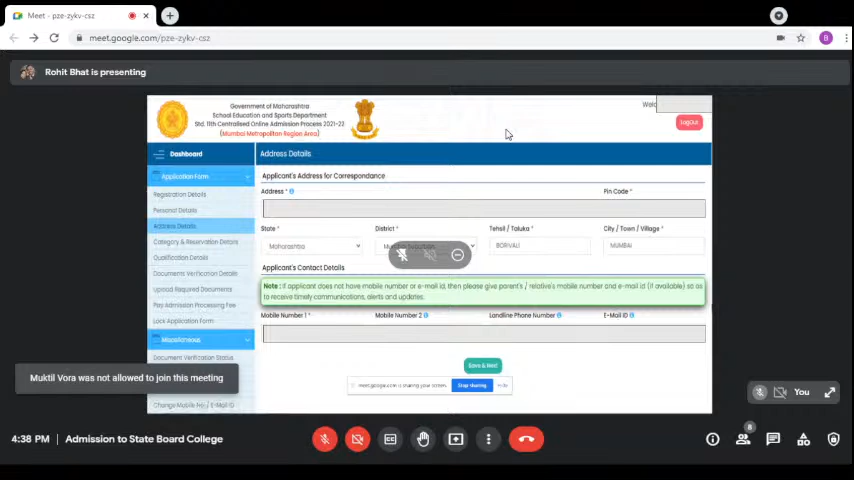 Meet - pze-zykv-csz
meet.google.com/pze-zykv-csz
B
Rohit Bhat is presenting
Government of Maharashtra
School Education and Sports Department
Std. 11th Centralised Online Admission Process 2021-22
(Mumbai Metropolitan Region Area)
Welc
LogOut
Dashboard
Address Details
Application Form
Applicant's Address for Correspondance
Registration Details
Address *
Pin Code *
Personal Details
Address Details
State *
District *
Tehsil / Taluka *
City / Town / Village *
Category & Reservation Details
Maharashtra
Mumbai Suburban
BORIVALI
MUMBAI
Qualification Details
Applicant's Contact Details
Documents Verification Details
Upload Required Documents
Note : If applicant does not have mobile number or e-mail id, then please give parent's / relative's mobile number and e-mail id (if available) so as
to receive timely communications, alerts and updates.
Pay Admission Processing Fee
Lock Application Form
Mobile Number 1 *
Mobile Number 2
Landline Phone Number
E-Mail ID
Miscellaneous
Document Verification Status
Save & Next
Muktil Vora was not allowed to join this meeting
meet.google.com is sharing your screen.
Stop sharing
Hide
You
Change Mobile No. / E-Mail ID
4:38 PM
Admission to State Board College
8